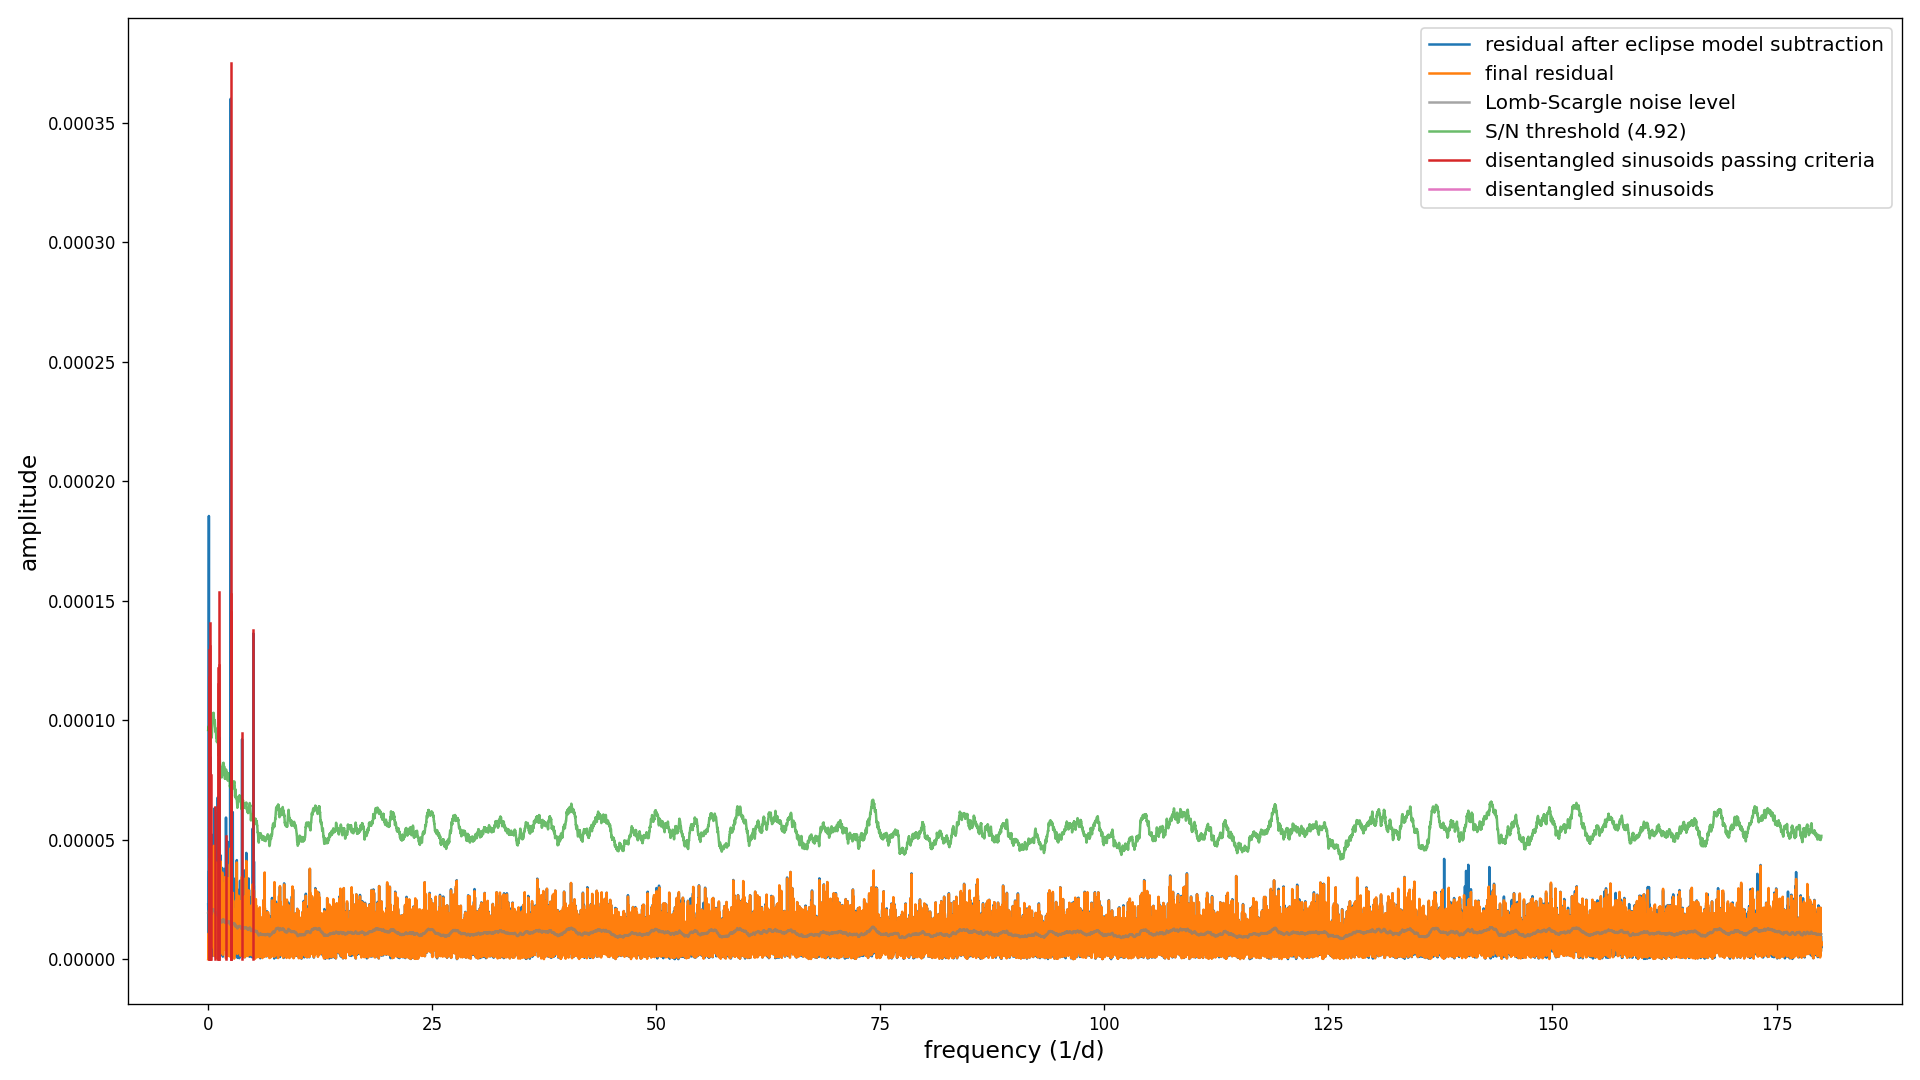 residual after eclipse model subtraction
final residual
Lomb-Scargle noise level
S/N threshold (4.92)
disentangled sinusoids passing criteria
disentangled sinusoids
amplitude
0.00035
0.00030
0.00025
0.00020
0.00015
0.00010
0.00005
0.00000
0 25 50 75 100 125 150 175
frequency (1/d)